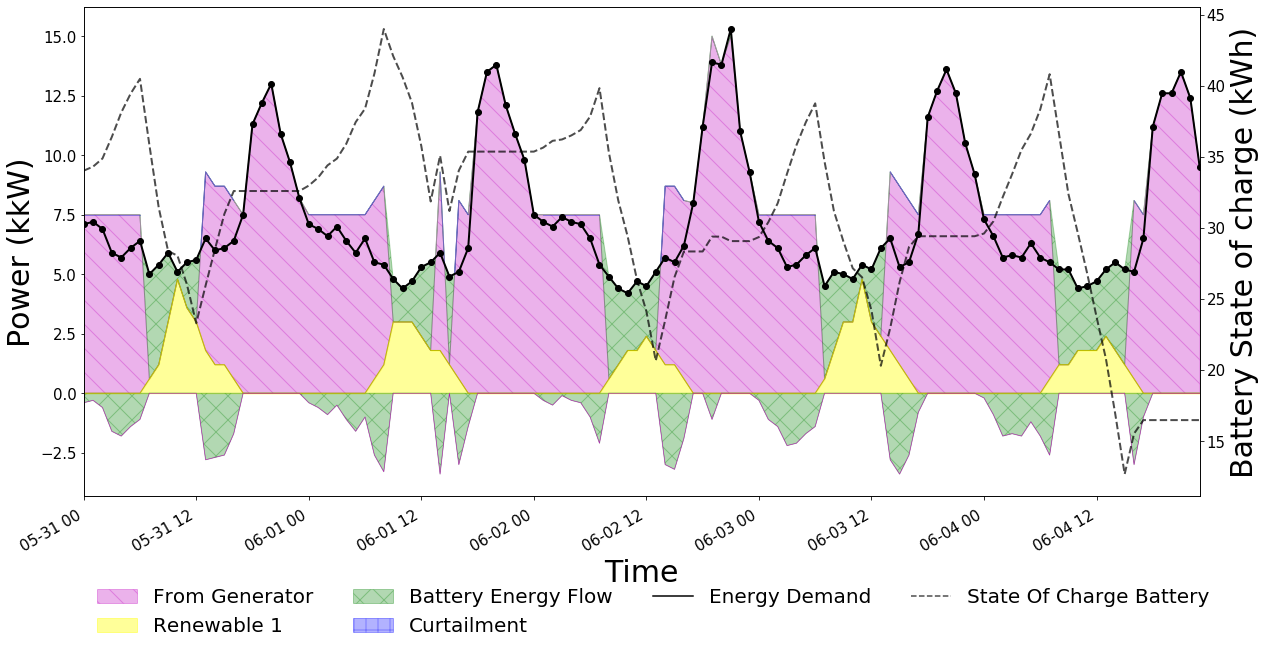 15.0
12.5
10.0
7.5
5.0
2.5
0.0
−2.5
Power (kkW)
45
40
35
30
25
20
15
Battery State of charge (kWh)
05-31 00
05-31 12
06-01 00
06-01 12
06-02 00
06-02 12
06-03 00
06-03 12
06-04 00
06-04 12
Time
From Generator
Battery Energy Flow
Energy Demand
State Of Charge Battery
Renewable 1
Curtailment